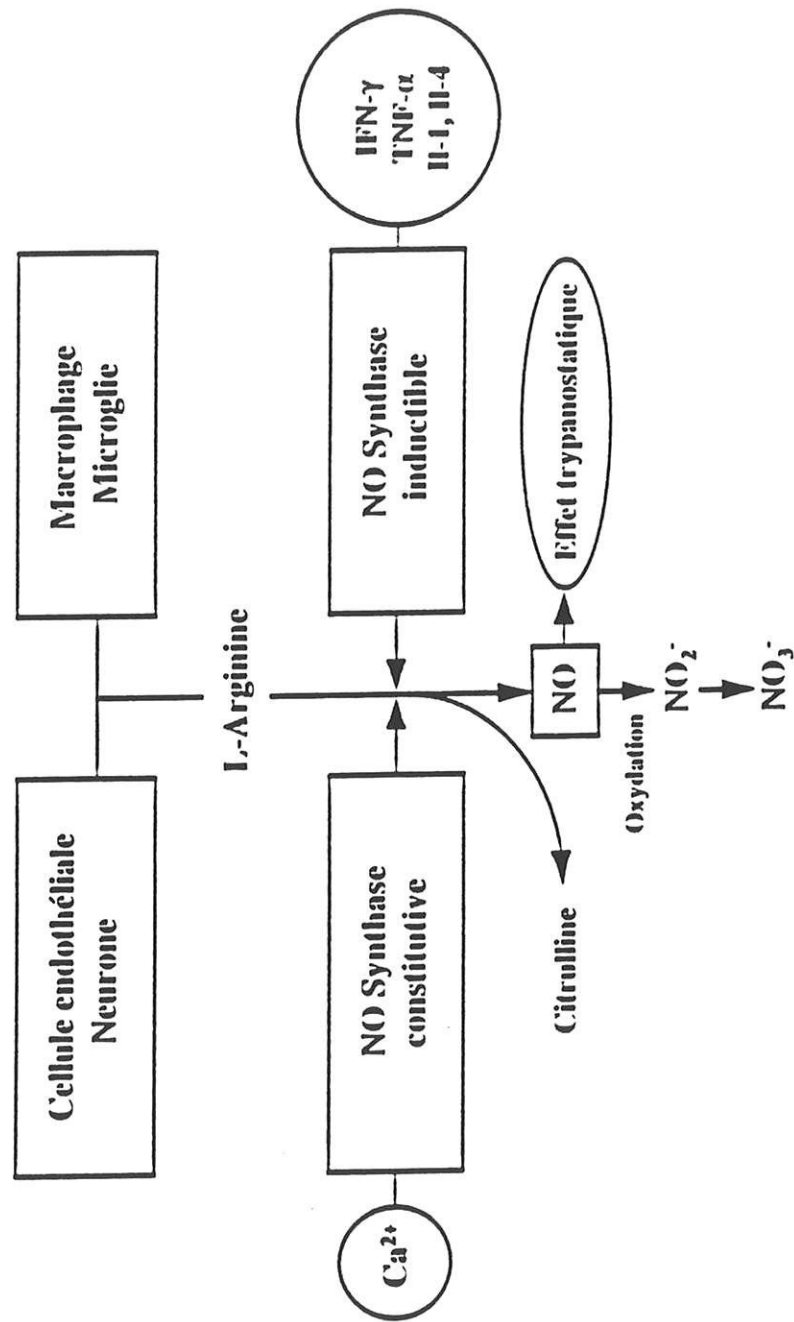 Cellule endothéliale
Neurone
Macrophage
Microglie
L-Arginine
Ca²⁺
NO Synthase
constitutive
NO Synthase
inductible
IFN-γ
TNF-α
Il-1, Il-4
Citrulline
NO
Effet trypanostatique
Oxydation
NO₂⁻
NO₃⁻